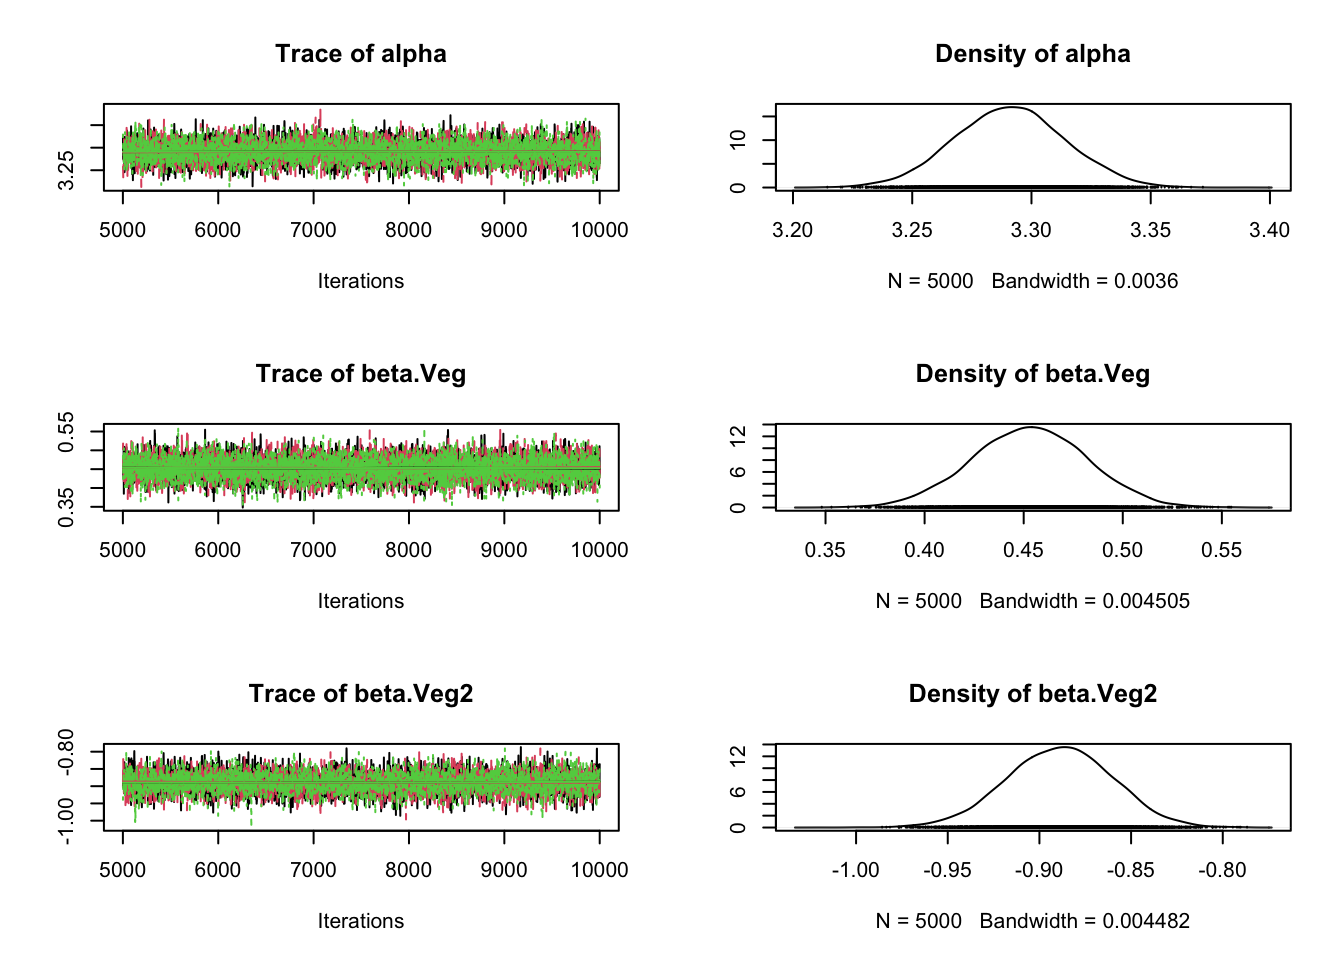 Trace of alpha
3.25
5000 6000 7000 8000 9000 10000
Iterations
Density of alpha
0 10
3.20 3.25 3.30 3.35 3.40
N = 5000 Bandwidth = 0.0036
Trace of beta.Veg
0.35 0.55
5000 6000 7000 8000 9000 10000
Iterations
Density of beta.Veg
0 6 12
0.35 0.40 0.45 0.50 0.55
N = 5000 Bandwidth = 0.004505
Trace of beta.Veg2
-1.00 -0.80
5000 6000 7000 8000 9000 10000
Iterations
Density of beta.Veg2
0 6 12
-1.00 -0.95 -0.90 -0.85 -0.80
N = 5000 Bandwidth = 0.004482